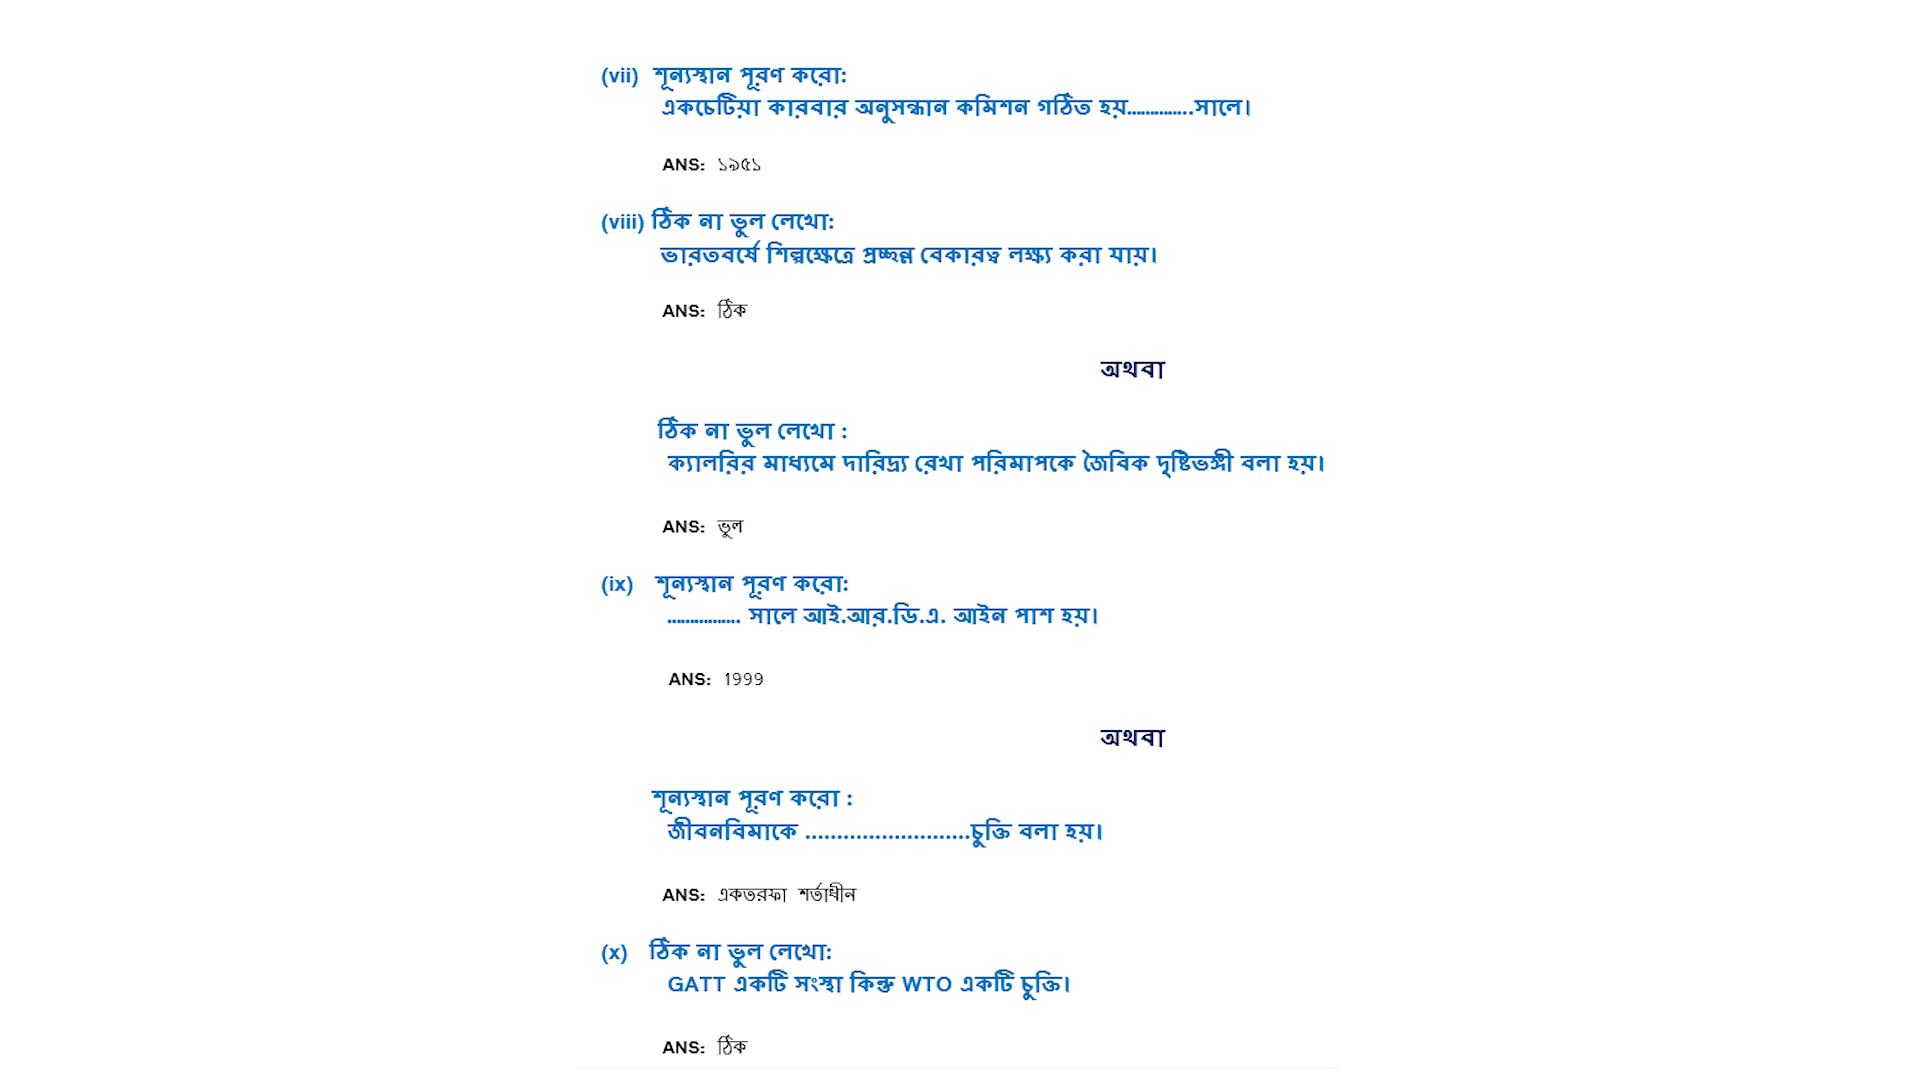 (vii) শূন্যস্থান পূরণ করো:
একচেটিয়া কারবার অনুসন্ধান কমিশন গঠিত হয়..............সালে।
ANS: ১৯৫১
(viii) ঠিক না ভুল লেখো:
ভারতবর্ষে শিল্পক্ষেত্রে প্রচ্ছন্ন বেকারত্ব লক্ষ্য করা যায়।
ANS: ঠিক
অথবা
ঠিক না ভুল লেখো :
ক্যালরির মাধ্যমে দারিদ্র্য রেখা পরিমাপকে জৈবিক দৃষ্টিভঙ্গী বলা হয়।
ANS: ভুল
(ix) শূন্যস্থান পূরণ করো:
................ সালে আই.আর.ডি.এ. আইন পাশ হয়।
ANS: 1999
অথবা
শূন্যস্থান পূরণ করো :
জীবনবিমাকে ..........................চুক্তি বলা হয়।
ANS: একতরফা শর্তাধীন
(x) ঠিক না ভুল লেখো:
GATT একটি সংস্থা কিন্তু WTO একটি চুক্তি।
ANS: ঠিক